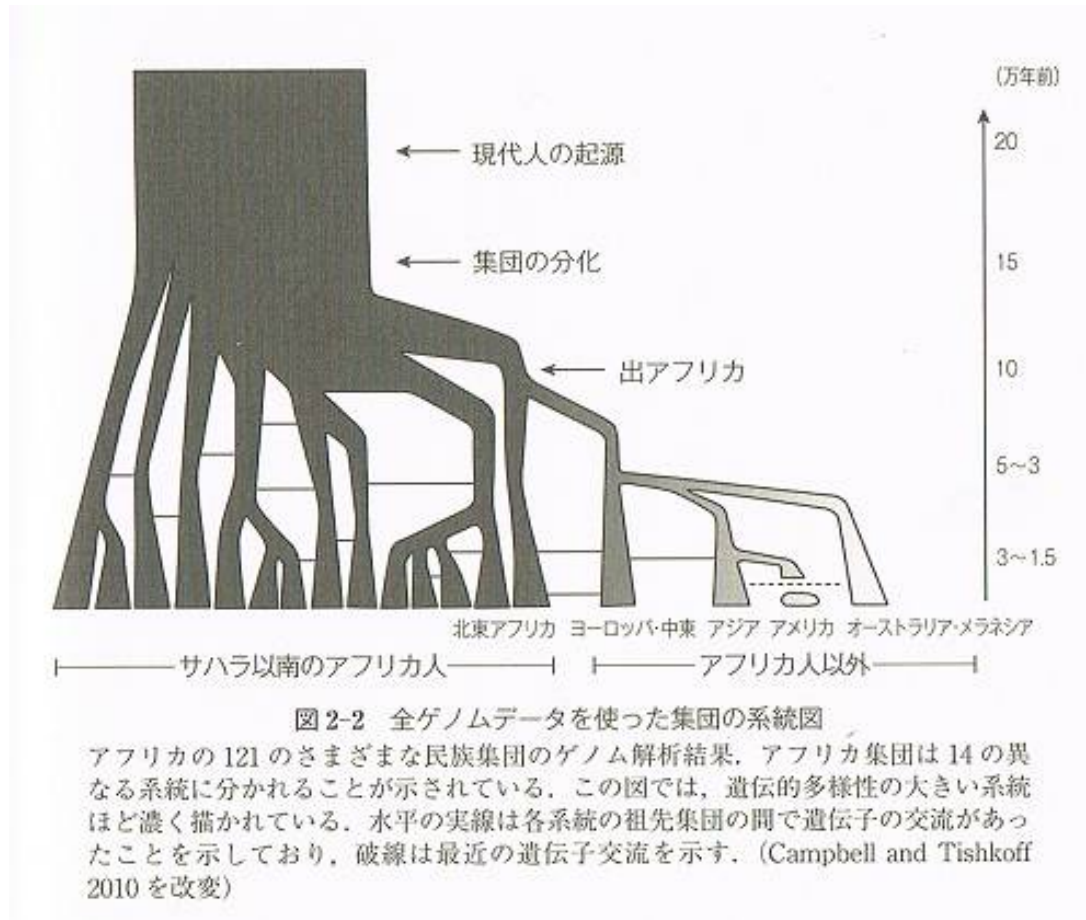 (万年前)
20
現代人の起源
集団の分化
15
出アフリカ
10
5〜3
3〜1.5
北東アフリカ ヨーロッパ・中東 アジア アメリカ オーストラリア・メラネシア
サハラ以南のアフリカ人 アフリカ人以外
図2-2 全ゲノムデータを使った集団の系統図
アフリカの121のさまざまな民族集団のゲノム解析結果．アフリカ集団は14の異
なる系統に分かれることが示されている．この図では，遺伝的多様性の大きい系統
ほど濃く描かれている．水平の実線は各系統の祖先集団の間で遺伝子の交流があっ
たことを示しており，破線は最近の遺伝子交流を示す．(Campbell and Tishkoff
2010を改変)